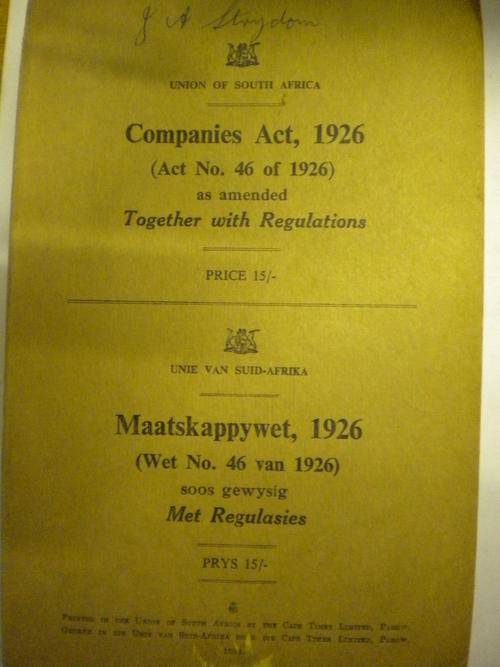 J A Strydom
UNION OF SOUTH AFRICA
Companies Act, 1926
(Act No. 46 of 1926)
as amended
Together with Regulations
PRICE 15/-
UNIE VAN SUID-AFRIKA
Maatskappywet, 1926
(Wet No. 46 van 1926)
soos gewysig
Met Regulasies
PRYS 15/-
PRINTED IN THE UNION OF SOUTH AFRICA BY THE CAPE TIMES LIMITED, PAROW.
GEDRUK IN DIE UNIE VAN SUID-AFRIKA DEUR DIE CAPE TIMES LIMITED, PAROW.